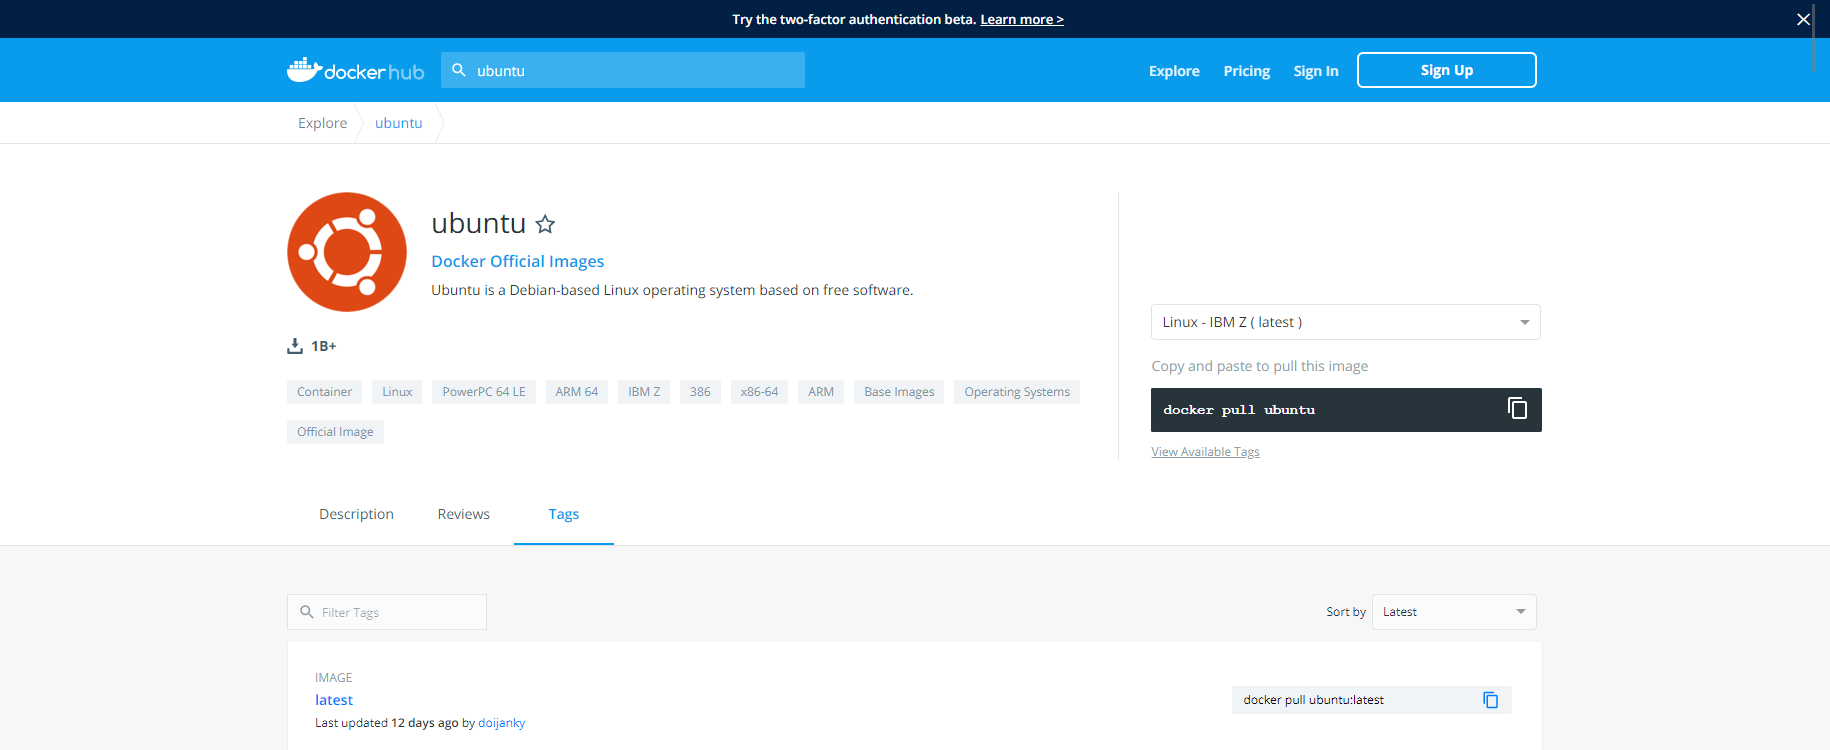 Try the two-factor authentication beta. Learn more >
docker hub
ubuntu
Explore Pricing Sign In Sign Up
Explore ubuntu
ubuntu
Docker Official Images
Ubuntu is a Debian-based Linux operating system based on free software.
1B+
Container Linux PowerPC 64 LE ARM 64 IBM Z 386 x86-64 ARM Base Images Operating Systems
Official Image
Linux - IBM Z ( latest )
Copy and paste to pull this image
docker pull ubuntu
View Available Tags
Description Reviews Tags
Filter Tags
Sort by Latest
IMAGE
latest
Last updated 12 days ago by doijanky
docker pull ubuntu:latest